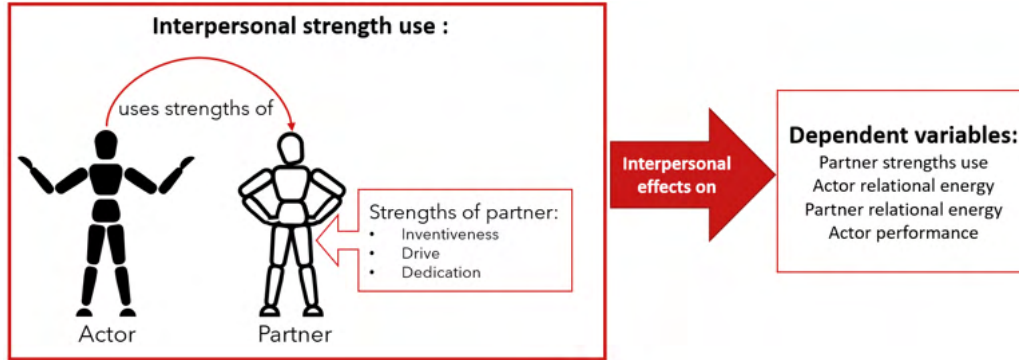 Interpersonal strength use :
uses strengths of
Strengths of partner:
• Inventiveness
• Drive
• Dedication
Actor
Partner
Interpersonal
effects on
Dependent variables:
Partner strengths use
Actor relational energy
Partner relational energy
Actor performance